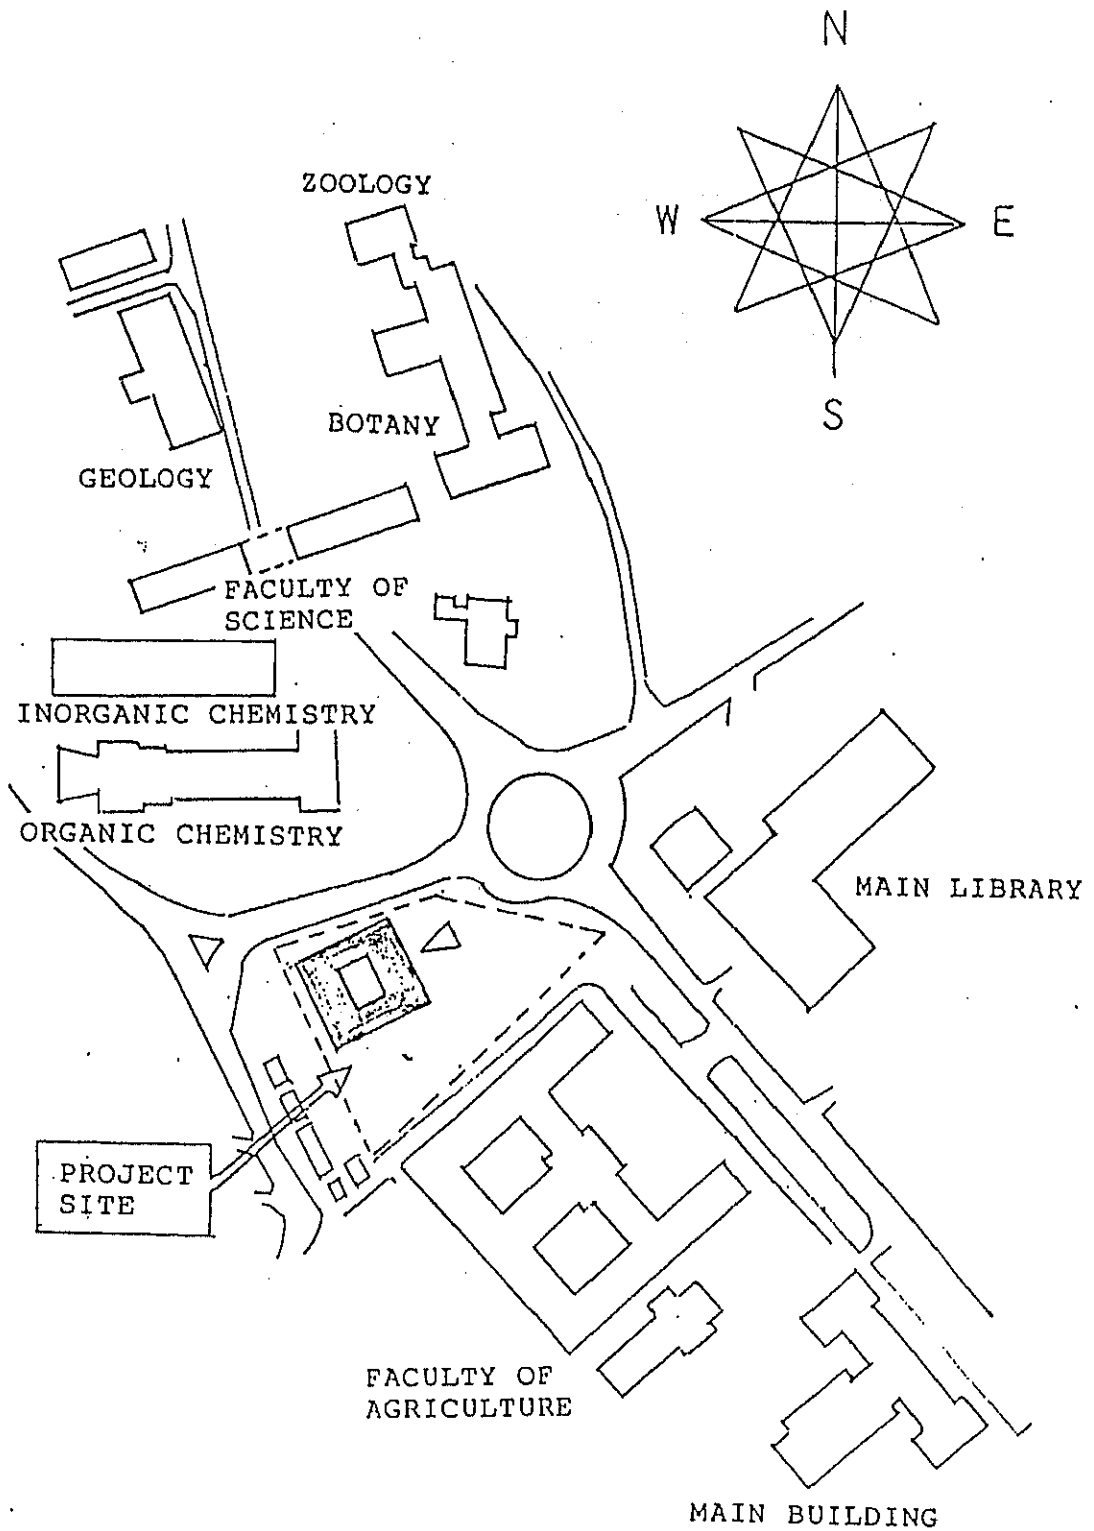 N
ZOOLOGY
W
E
S
BOTANY
GEOLOGY
FACULTY OF
SCIENCE
INORGANIC CHEMISTRY
ORGANIC CHEMISTRY
MAIN LIBRARY
PROJECT
SITE
FACULTY OF
AGRICULTURE
MAIN BUILDING